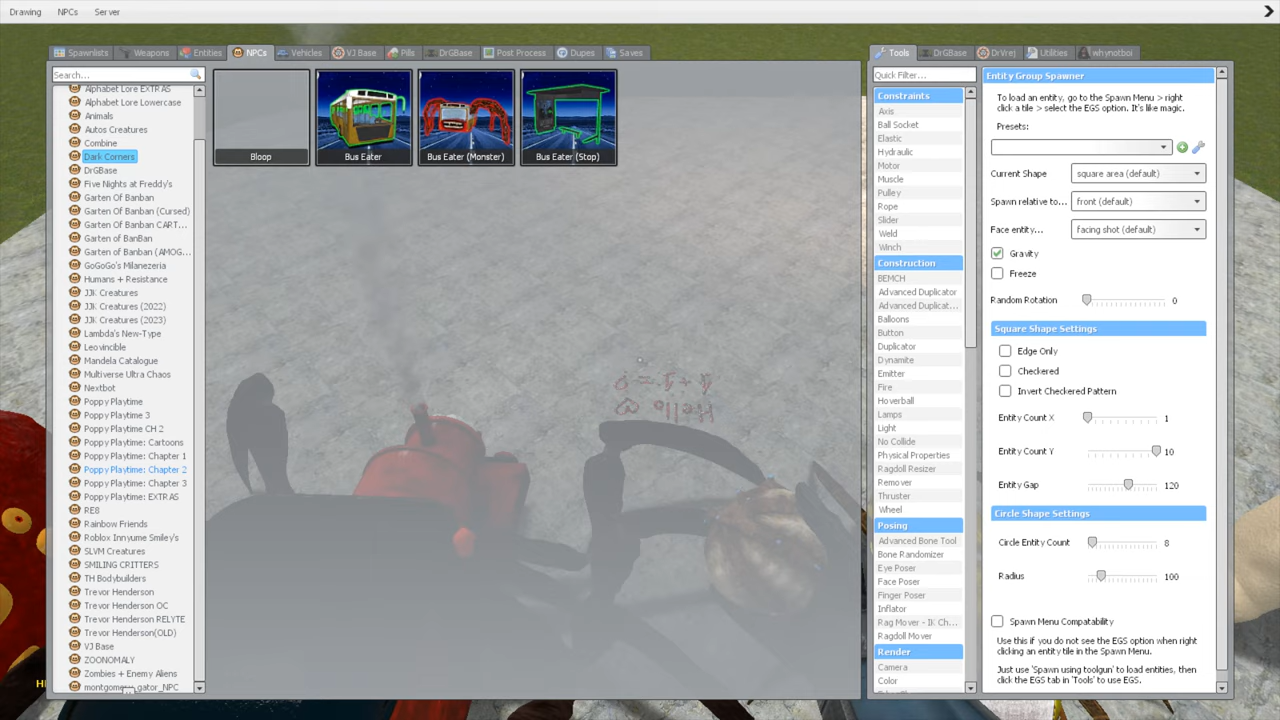 Drawing NPCs Server
Spawnlists Weapons Entities NPCs Vehicles VJ Base Pills DrGBase Post Process Dupes Saves
Search...
Alphabet Lore EXTRAS
Alphabet Lore Lowercase
Animals
Autos Creatures
Combine
Dark Corners
DrGBase
Five Nights at Freddy's
Garten Of Banban
Garten Of Banban (Cursed)
Garten Of Banban CART...
Garten of BanBan
Garten of Banban (AMOG...
GoGoGo's Milanezeria
Humans + Resistance
JJK Creatures
JJK Creatures (2022)
JJK Creatures (2023)
Lambda's New-Type
Leovincible
Mandela Catalogue
Multiverse Ultra Chaos
Nextbot
Poppy Playtime
Poppy Playtime 3
Poppy Playtime CH 2
Poppy Playtime: Cartoons
Poppy Playtime: Chapter 1
Poppy Playtime: Chapter 2
Poppy Playtime: Chapter 3
Poppy Playtime: EXTRAS
RE8
Rainbow Friends
Roblox Innyume Smiley's
SLVM Creatures
SMILING CRITTERS
TH Bodybuilders
Trevor Henderson
Trevor Henderson OC
Trevor Henderson RELYTE
Trevor Henderson(OLD)
VJ Base
ZOONOMALY
Zombies + Enemy Aliens
Bloop
Bus Eater
Bus Eater (Monster)
Bus Eater (Stop)
Tools DrGBase DrVrej Utilities whynotboi
Quick Filter...
Constraints
Axis
Ball Socket
Elastic
Hydraulic
Motor
Muscle
Pulley
Rope
Slider
Weld
Winch
Construction
BEMCH
Advanced Duplicator
Advanced Duplicat...
Balloons
Button
Duplicator
Dynamite
Emitter
Fire
Hoverball
Lamps
Light
No Collide
Physical Properties
Ragdoll Resizer
Remover
Thruster
Wheel
Posing
Advanced Bone Tool
Bone Randomizer
Eye Poser
Face Poser
Finger Poser
Inflator
Rag Mover - IK Ch...
Ragdoll Mover
Render
Camera
Color
Entity Group Spawner
To load an entity, go to the Spawn Menu > right
click a tile > select the EGS option. It's like magic.
Presets:
Current Shape square area (default)
Spawn relative to... front (default)
Face entity... facing shot (default)
Gravity
Freeze
Random Rotation 0
Square Shape Settings
Edge Only
Checkered
Invert Checkered Pattern
Entity Count X 1
Entity Count Y 10
Entity Gap 120
Circle Shape Settings
Circle Entity Count 8
Radius 100
Spawn Menu Compatability
Use this if you do not see the EGS option when right
clicking an entity tile in the Spawn Menu.
Just use 'Spawn using toolgun' to load entities, then
click the EGS tab in 'Tools' to use EGS.